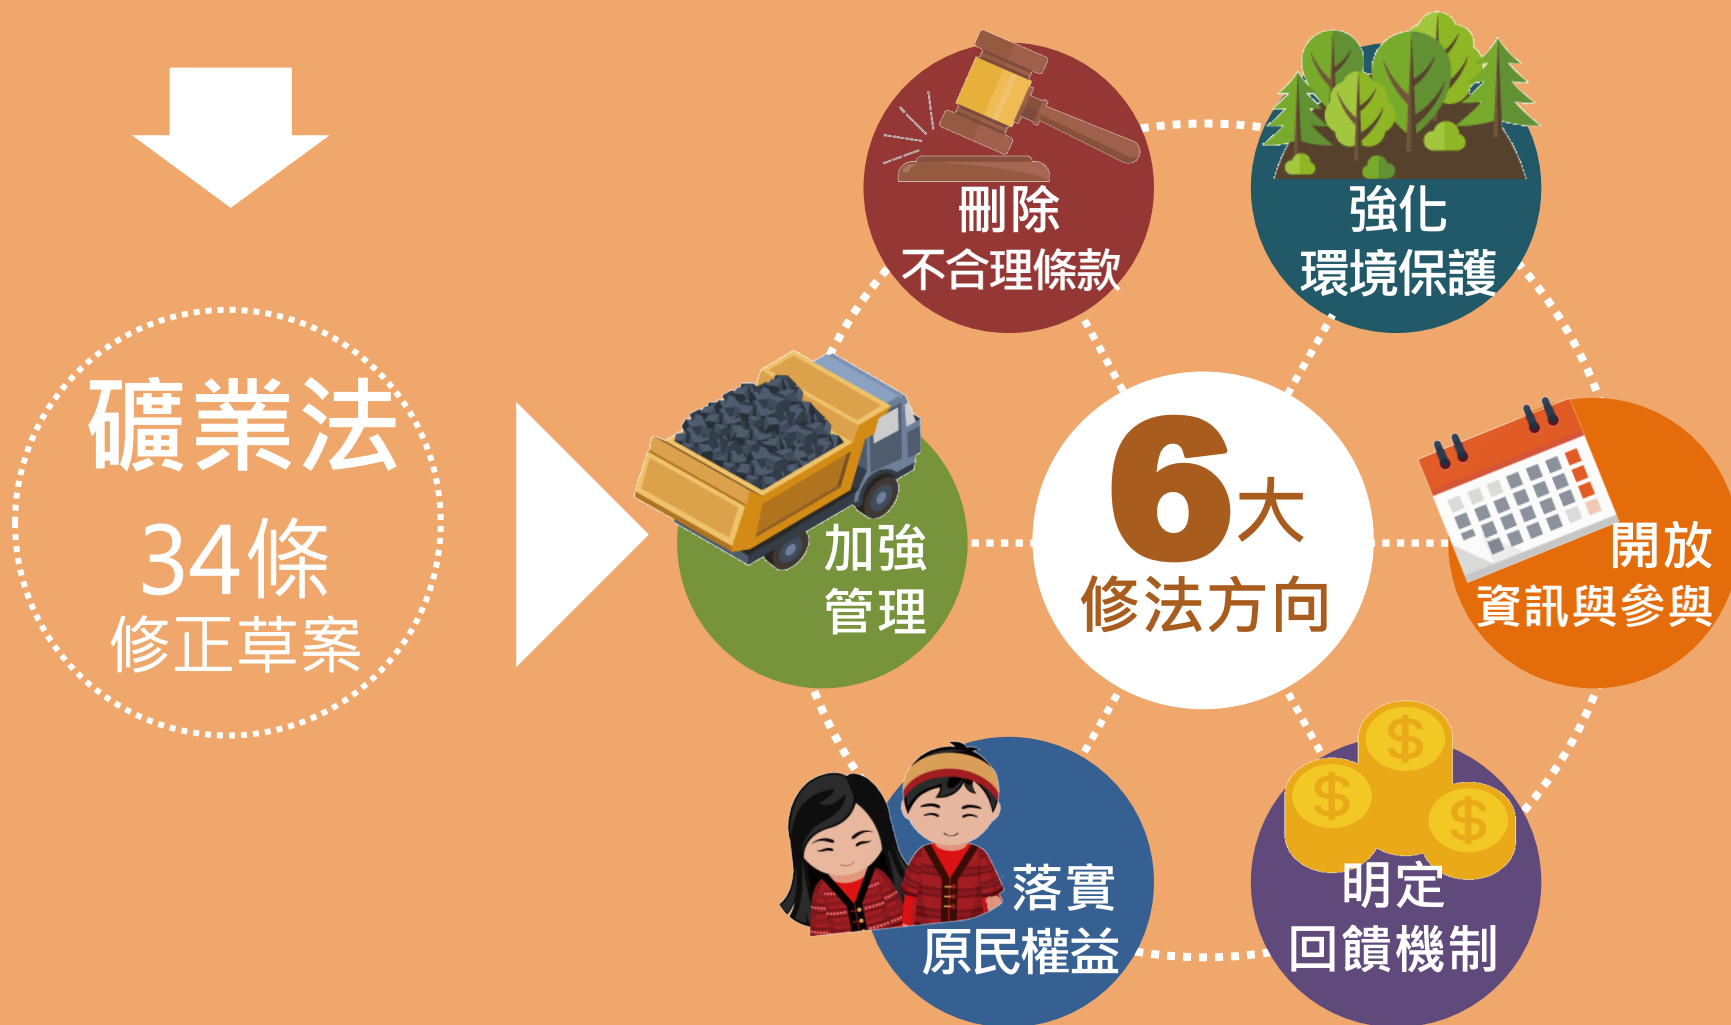 礦業法
34條
修正草案
6大
修法方向
刪除
不合理條款
強化
環境保護
開放
資訊與參與
明定
回饋機制
落實
原民權益
加強
管理